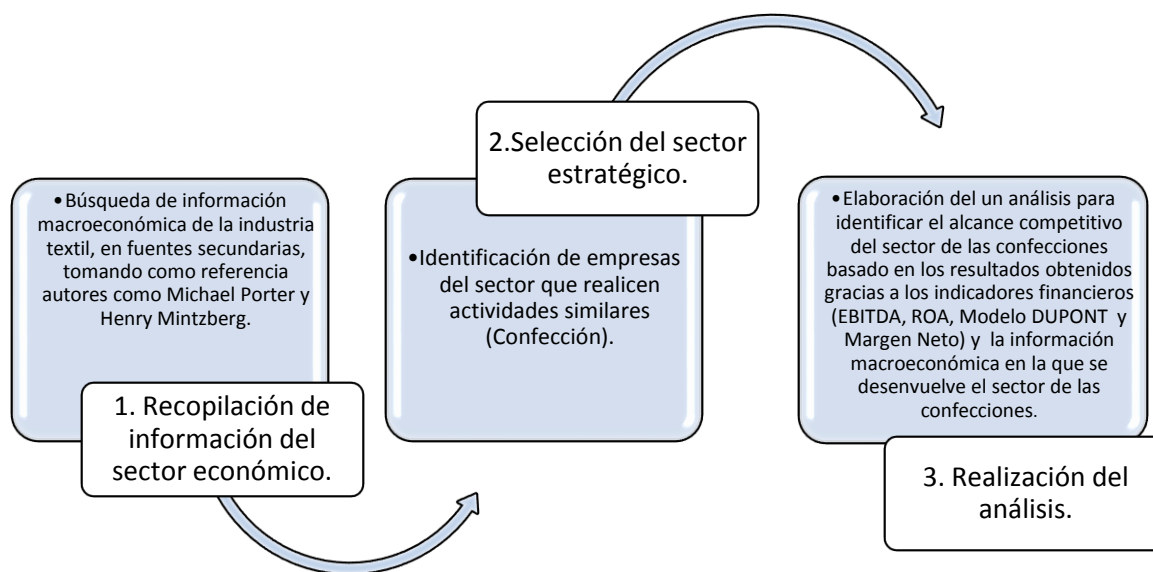 •Búsqueda de información
macroeconómica de la industria
textil, en fuentes secundarias,
tomando como referencia
autores como Michael Porter y
Henry Mintzberg.
1. Recopilación de
información del
sector económico.
2.Selección del sector
estratégico.
•Identificación de empresas
del sector que realicen
actividades similares
(Confección).
•Elaboración del un análisis para
identificar el alcance competitivo
del sector de las confecciones
basado en los resultados obtenidos
gracias a los indicadores financieros
(EBITDA, ROA, Modelo DUPONT y
Margen Neto) y la información
macroeconómica en la que se
desenvuelve el sector de las
confecciones.
3. Realización del
análisis.